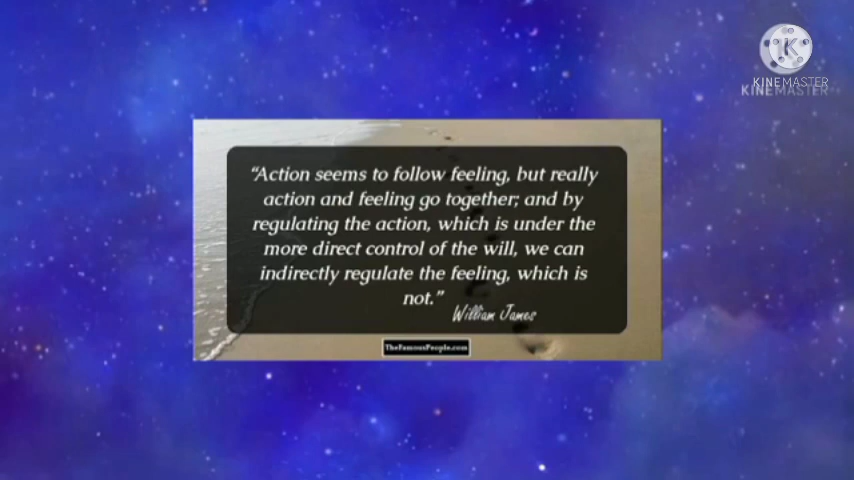 KINEMASTER
KINEMASTER
“Action seems to follow feeling, but really
action and feeling go together; and by
regulating the action, which is under the
more direct control of the will, we can
indirectly regulate the feeling, which is
not.”
William James
TheFamousPeople.com